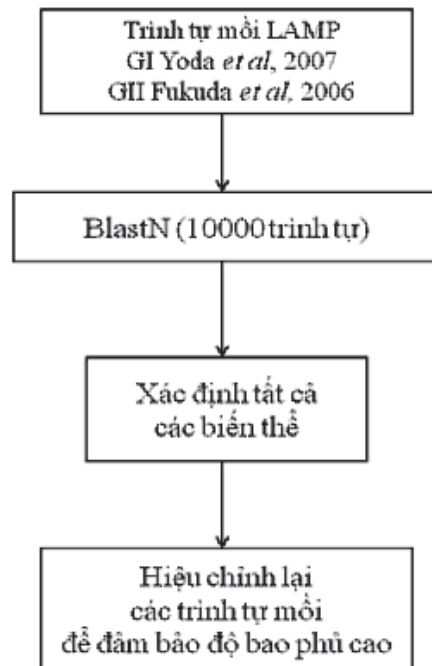 Trình tự mồi LAMP
GI Yoda et al, 2007
GII Fukuda et al, 2006
BlastN (10000 trình tự)
Xác định tất cả
các biến thể
Hiệu chỉnh lại
các trình tự mồi
để đảm bảo độ bao phủ cao